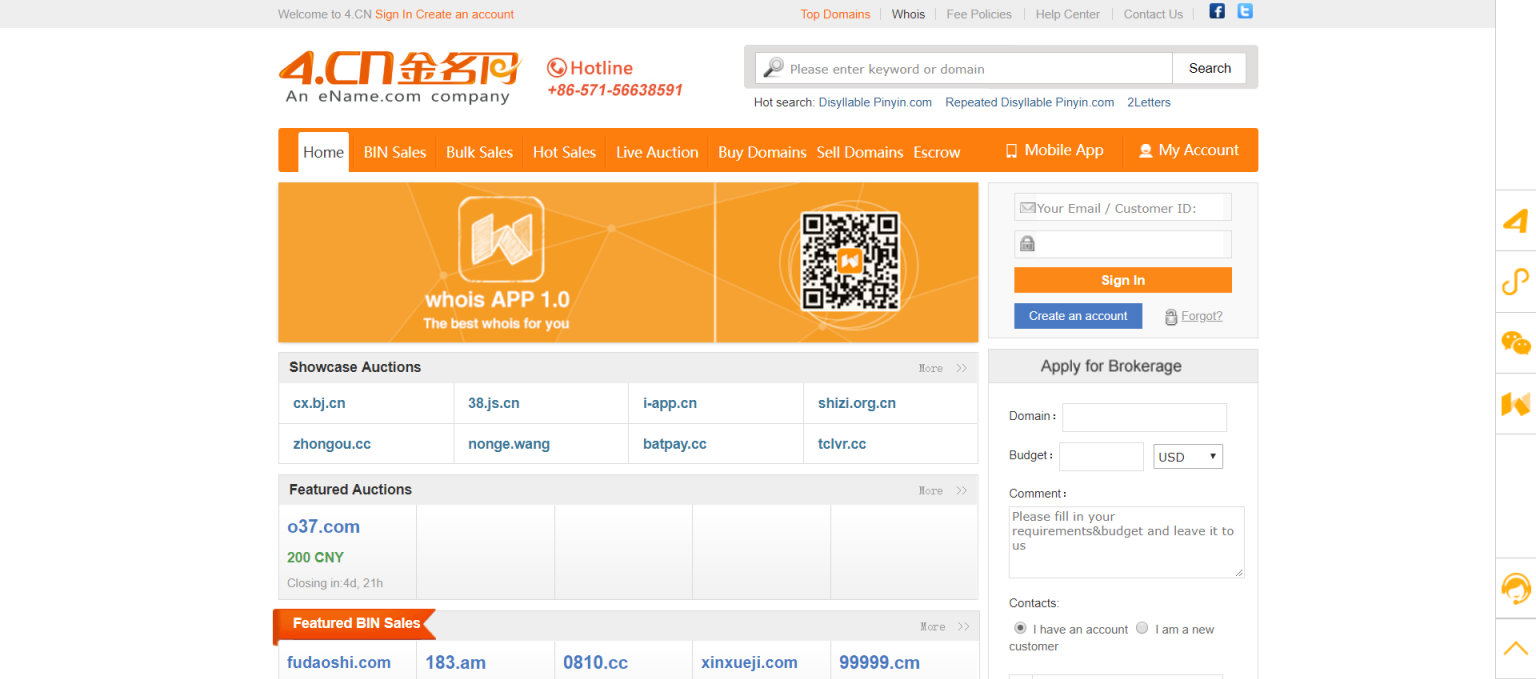 Welcome to 4.CN Sign In Create an account
Top Domains Whois Fee Policies Help Center Contact Us
4.CN金名网
An eName.com company
Hotline
+86-571-56638591
Please enter keyword or domain Search
Hot search: Disyllable Pinyin.com Repeated Disyllable Pinyin.com 2Letters
Home BIN Sales Bulk Sales Hot Sales Live Auction Buy Domains Sell Domains Escrow Mobile App My Account
whois APP 1.0
The best whois for you
Your Email / Customer ID:
Sign In
Create an account Forgot?
Showcase Auctions More >>
cx.bj.cn 38.js.cn i-app.cn shizi.org.cn
zhongou.cc nonge.wang batpay.cc tclvr.cc
Featured Auctions More >>
o37.com
200 CNY
Closing in:4d, 21h
Featured BIN Sales More >>
fudaoshi.com 183.am 0810.cc xinxueji.com 99999.cm
Apply for Brokerage
Domain：
Budget： USD
Comment：
Please fill in your
requirements&budget and leave it to
us
Contacts:
I have an account I am a new
customer